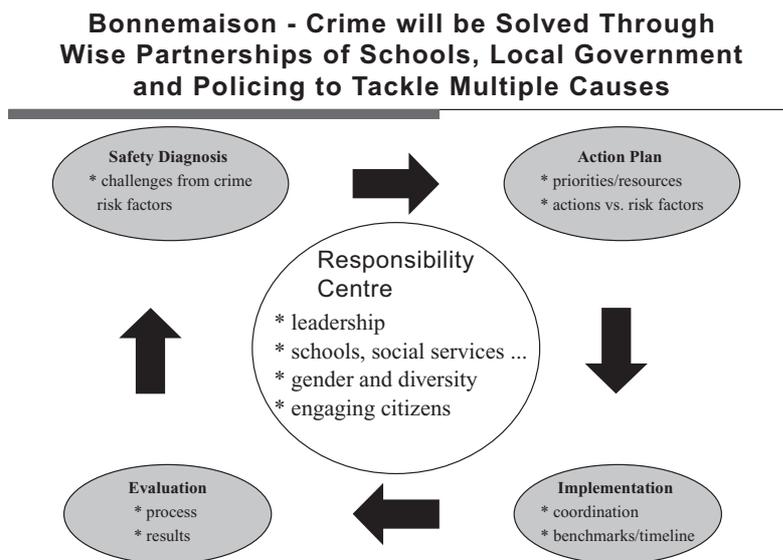 Bonnemaison - Crime will be Solved Through
Wise Partnerships of Schools, Local Government
and Policing to Tackle Multiple Causes
Safety Diagnosis
* challenges from crime
risk factors
Action Plan
* priorities/resources
* actions vs. risk factors
Responsibility
Centre
* leadership
* schools, social services ...
* gender and diversity
* engaging citizens
Evaluation
* process
* results
Implementation
* coordination
* benchmarks/timeline